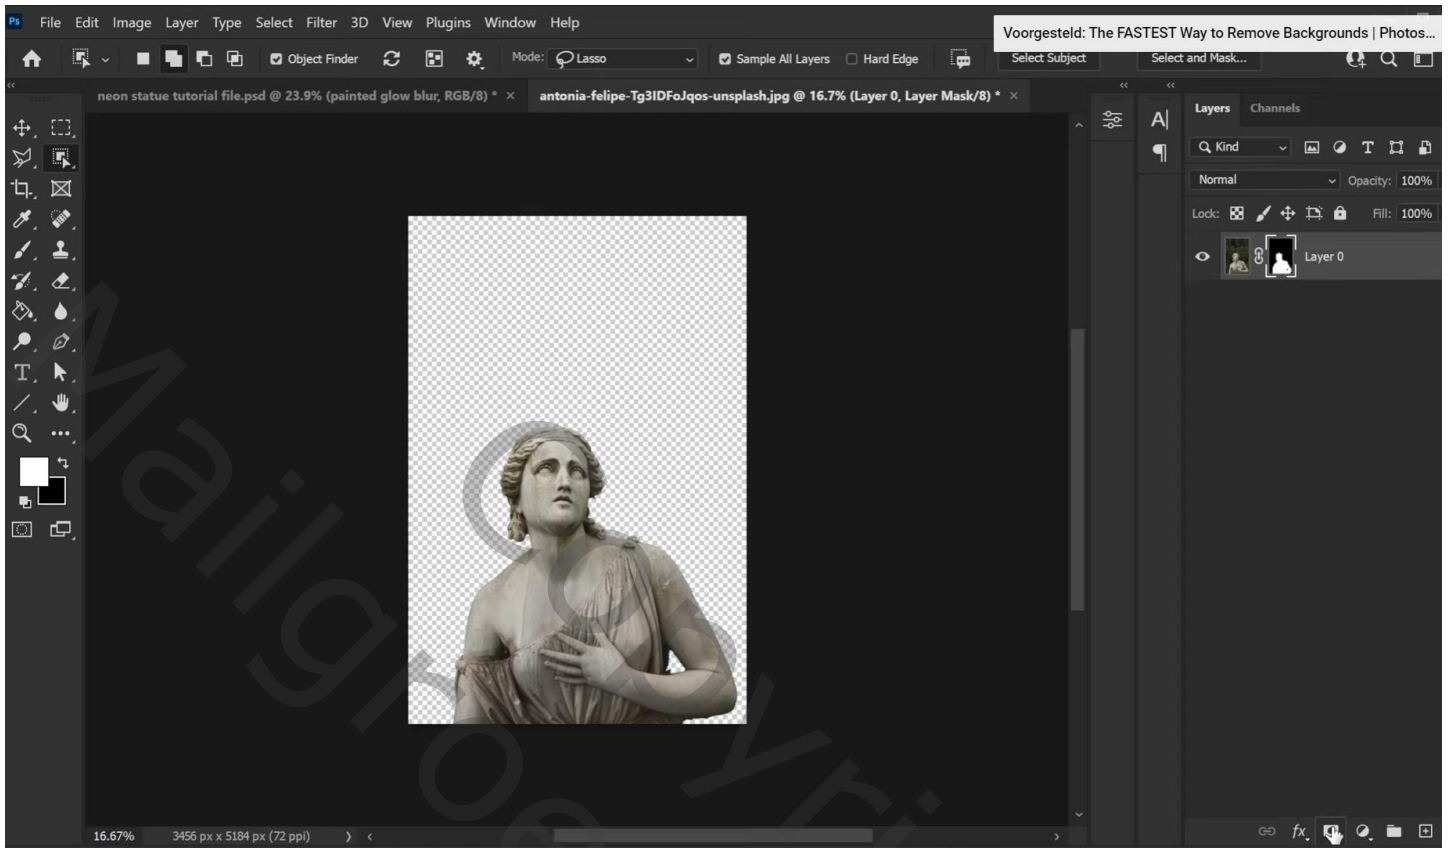 Ps File Edit Image Layer Type Select Filter 3D View Plugins Window Help
Voorgesteld: The FASTEST Way to Remove Backgrounds | Photos...
Object Finder Mode: Lasso Sample All Layers Hard Edge Select Subject Select and Mask...
neon statue tutorial file.psd @ 23.9% (painted glow blur, RGB/8) * × antonia-felipe-Tg3IDFoJqos-unsplash.jpg @ 16.7% (Layer 0, Layer Mask/8) * ×
Layers Channels
Kind
Normal Opacity: 100%
Lock: Fill: 100%
Layer 0
Mailgroe
Copyri
16.67% 3456 px x 5184 px (72 ppi)
fx